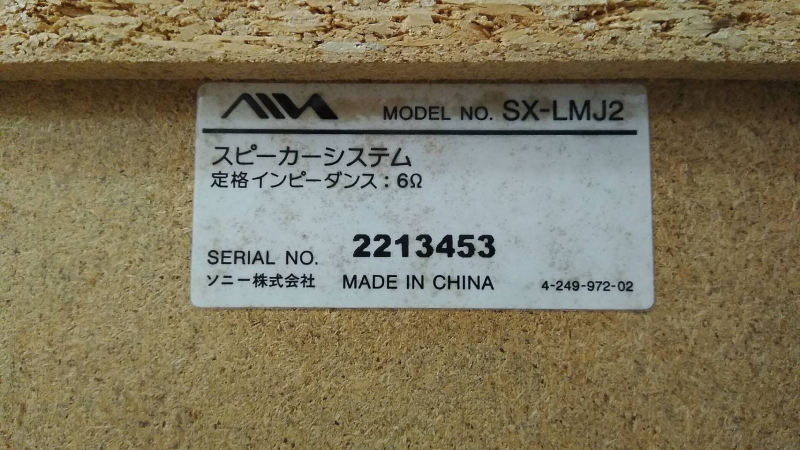 AIWA MODEL NO. SX-LMJ2
スピーカーシステム
定格インピーダンス：6Ω
SERIAL NO. 2213453
ソニー株式会社 MADE IN CHINA 4-249-972-02